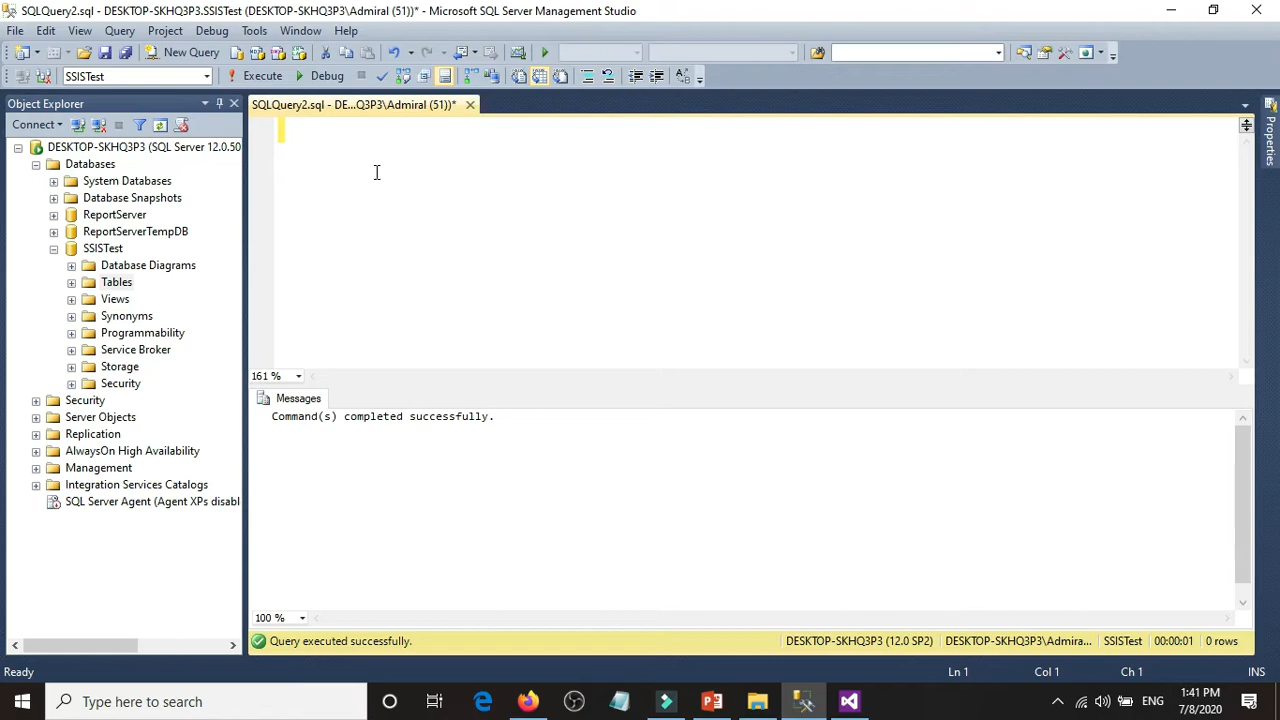 SQLQuery2.sql - DESKTOP-SKHQ3P3.SSISTest (DESKTOP-SKHQ3P3\Admiral (51))* - Microsoft SQL Server Management Studio
File Edit View Query Project Debug Tools Window Help
New Query
SSISTest Execute Debug
Object Explorer
SQLQuery2.sql - DE...Q3P3\Admiral (51))*
Properties
Connect
DESKTOP-SKHQ3P3 (SQL Server 12.0.50
Databases
System Databases
Database Snapshots
ReportServer
ReportServerTempDB
SSISTest
Database Diagrams
Tables
Views
Synonyms
Programmability
Service Broker
Storage
Security
Security
Server Objects
Replication
AlwaysOn High Availability
Management
Integration Services Catalogs
SQL Server Agent (Agent XPs disabl
161 %
Messages
Command(s) completed successfully.
100 %
Query executed successfully. DESKTOP-SKHQ3P3 (12.0 SP2) DESKTOP-SKHQ3P3\Admira... SSISTest 00:00:01 0 rows
Ready Ln 1 Col 1 Ch 1 INS
Type here to search
ENG
1:41 PM
7/8/2020